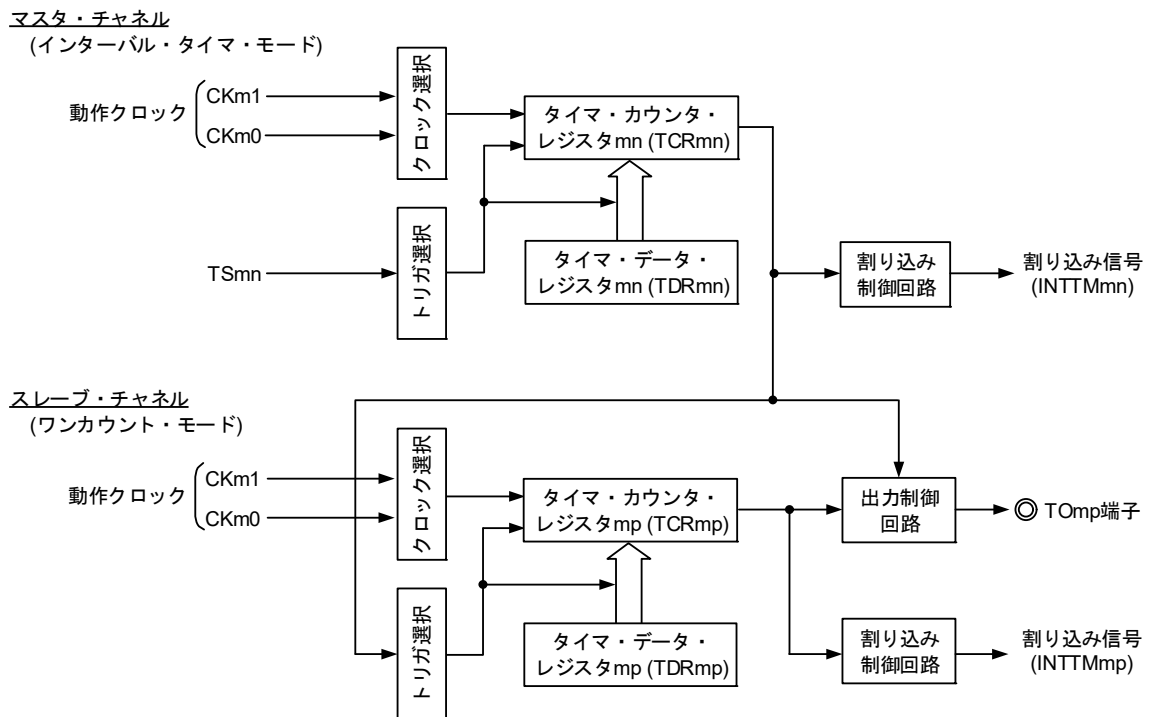 マスタ・チャネル
(インターバル・タイマ・モード)
動作クロック
CKm1
CKm0
クロック選択
タイマ・カウンタ・
レジスタmn (TCRmn)
TSmn
トリガ選択
タイマ・データ・
レジスタmn (TDRmn)
割り込み
制御回路
割り込み信号
(INTTMmn)
スレーブ・チャネル
(ワンカウント・モード)
動作クロック
CKm1
CKm0
クロック選択
タイマ・カウンタ・
レジスタmp (TCRmp)
出力制御
回路
TOmp端子
トリガ選択
タイマ・データ・
レジスタmp (TDRmp)
割り込み
制御回路
割り込み信号
(INTTMmp)